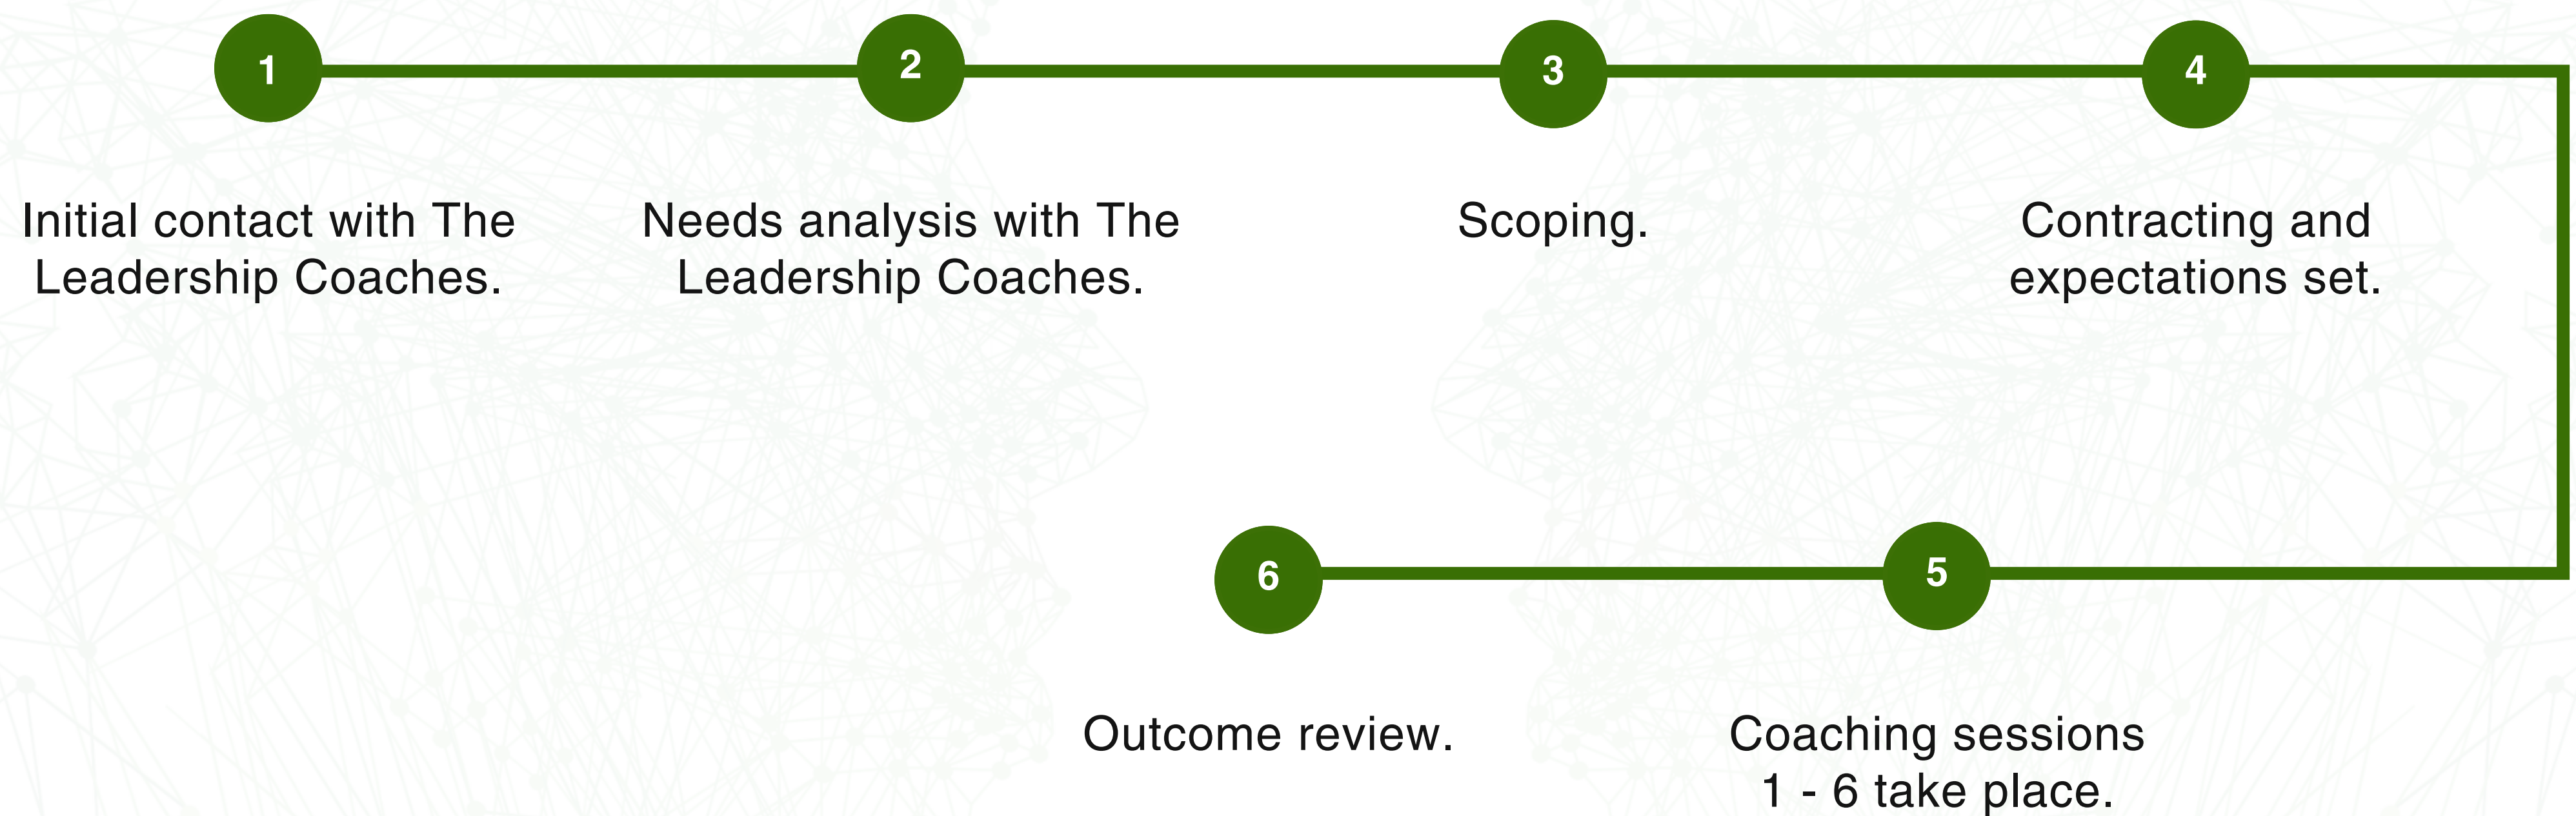 1
2
3
4
Initial contact with The
Leadership Coaches.
Needs analysis with The
Leadership Coaches.
Scoping.
Contracting and
expectations set.
6
5
Outcome review.
Coaching sessions
1 - 6 take place.